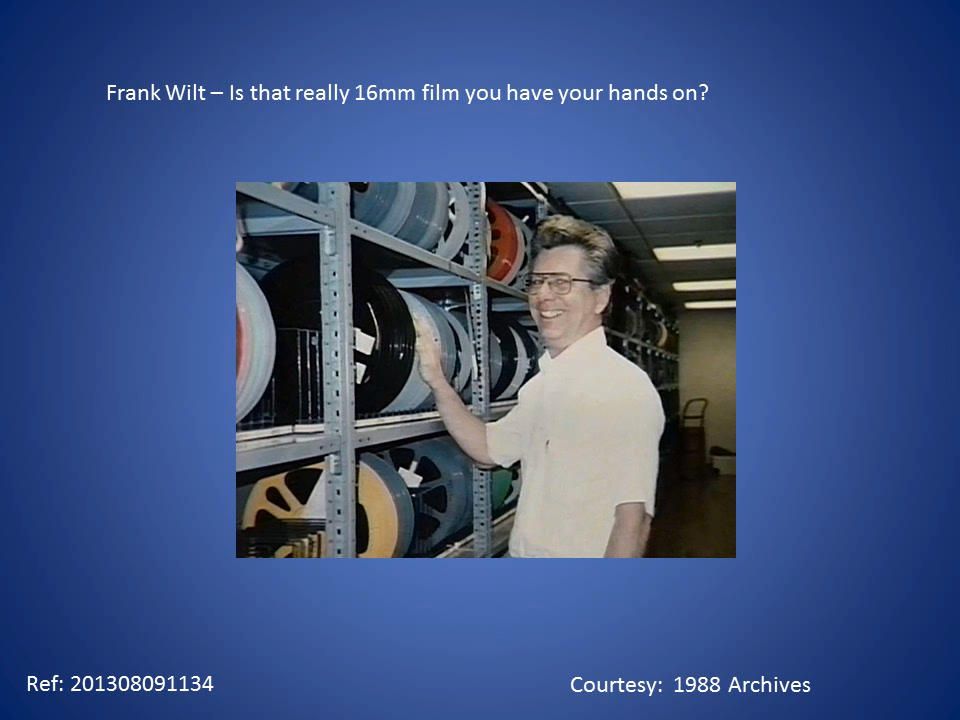 Frank Wilt – Is that really 16mm film you have your hands on?
Ref: 201308091134
Courtesy:  1988 Archives